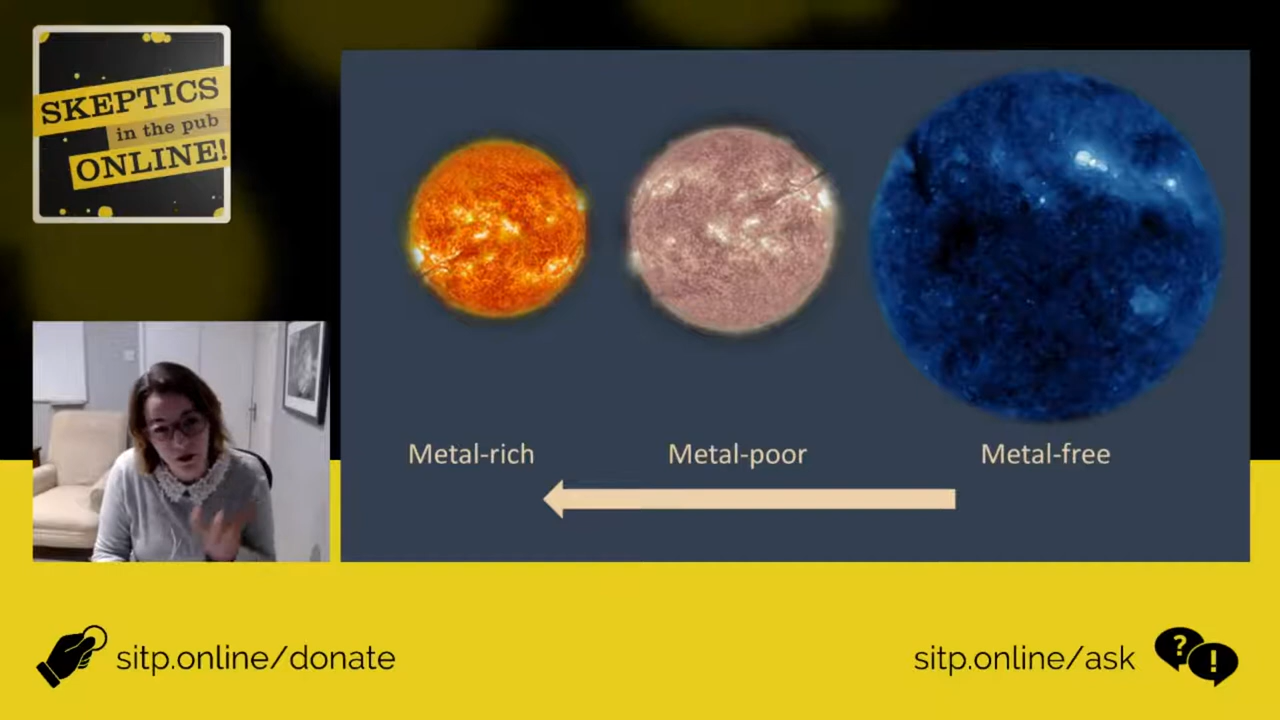 SKEPTICS
in the pub
ONLINE!
Metal-rich
Metal-poor
Metal-free
sitp.online/donate
sitp.online/ask
?
!